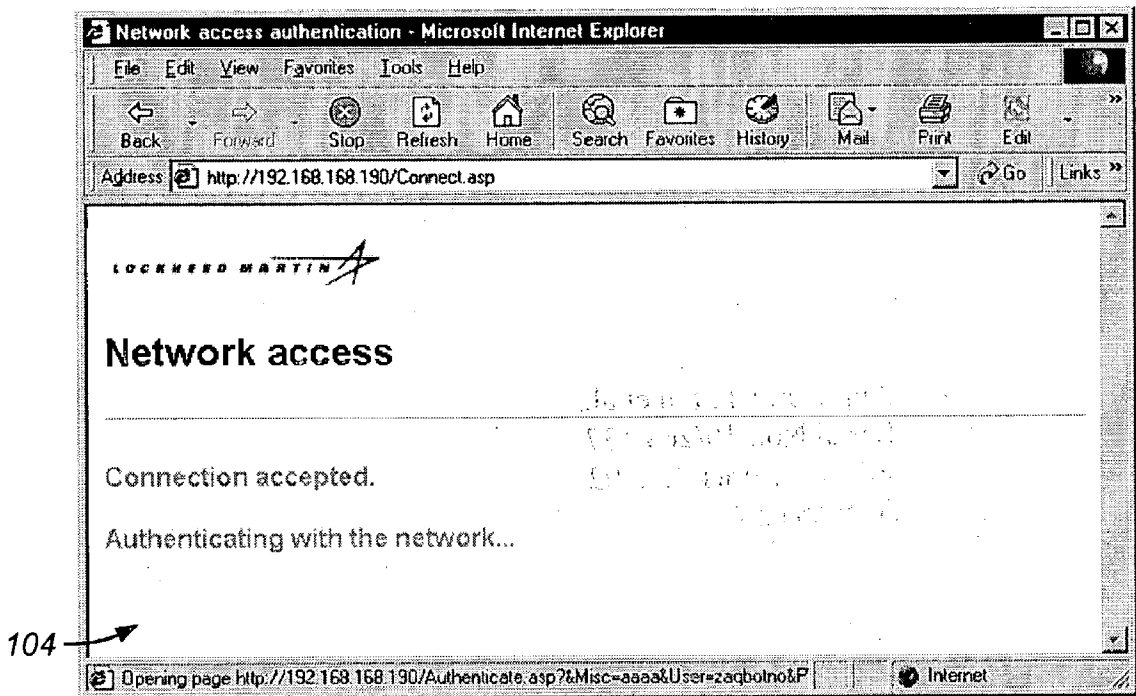 Network access authentication - Microsoft Internet Explorer
File Edit View Favorites Tools Help
Back Forward Stop Refresh Home Search Favorites History Mail Print Edit »
Address http://192.168.168.190/Connect.asp Go Links »
LOCKHEED MARTIN
Network access
Connection accepted.
Authenticating with the network...
104
Opening page http://192.168.168.190/Authenticate.asp?&Misc=aaaa&User=zaqbotno&P Internet